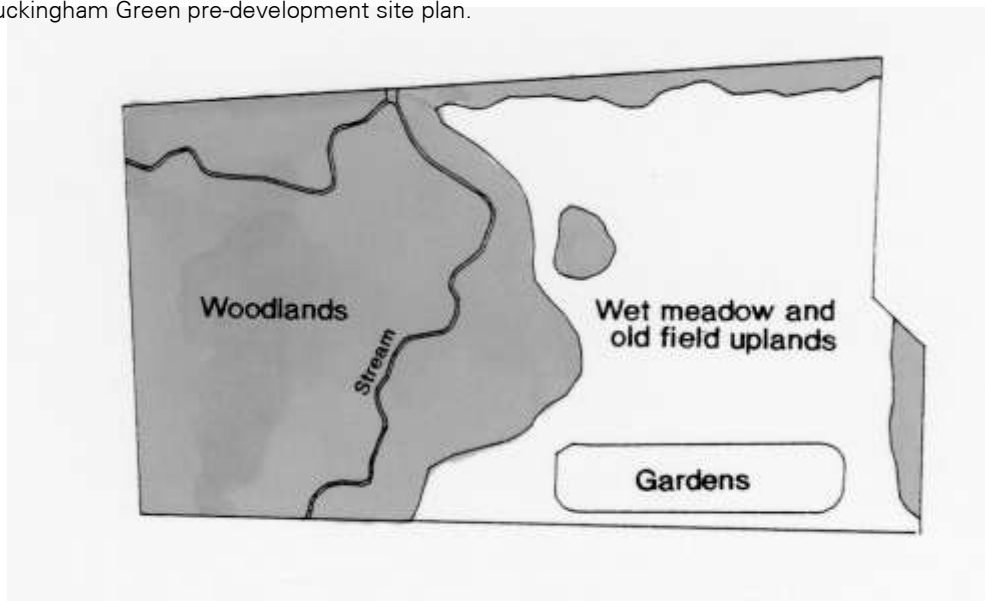 uckingham Green pre-development site plan.
Woodlands
Wet meadow and
old field uplands
Stream
Gardens